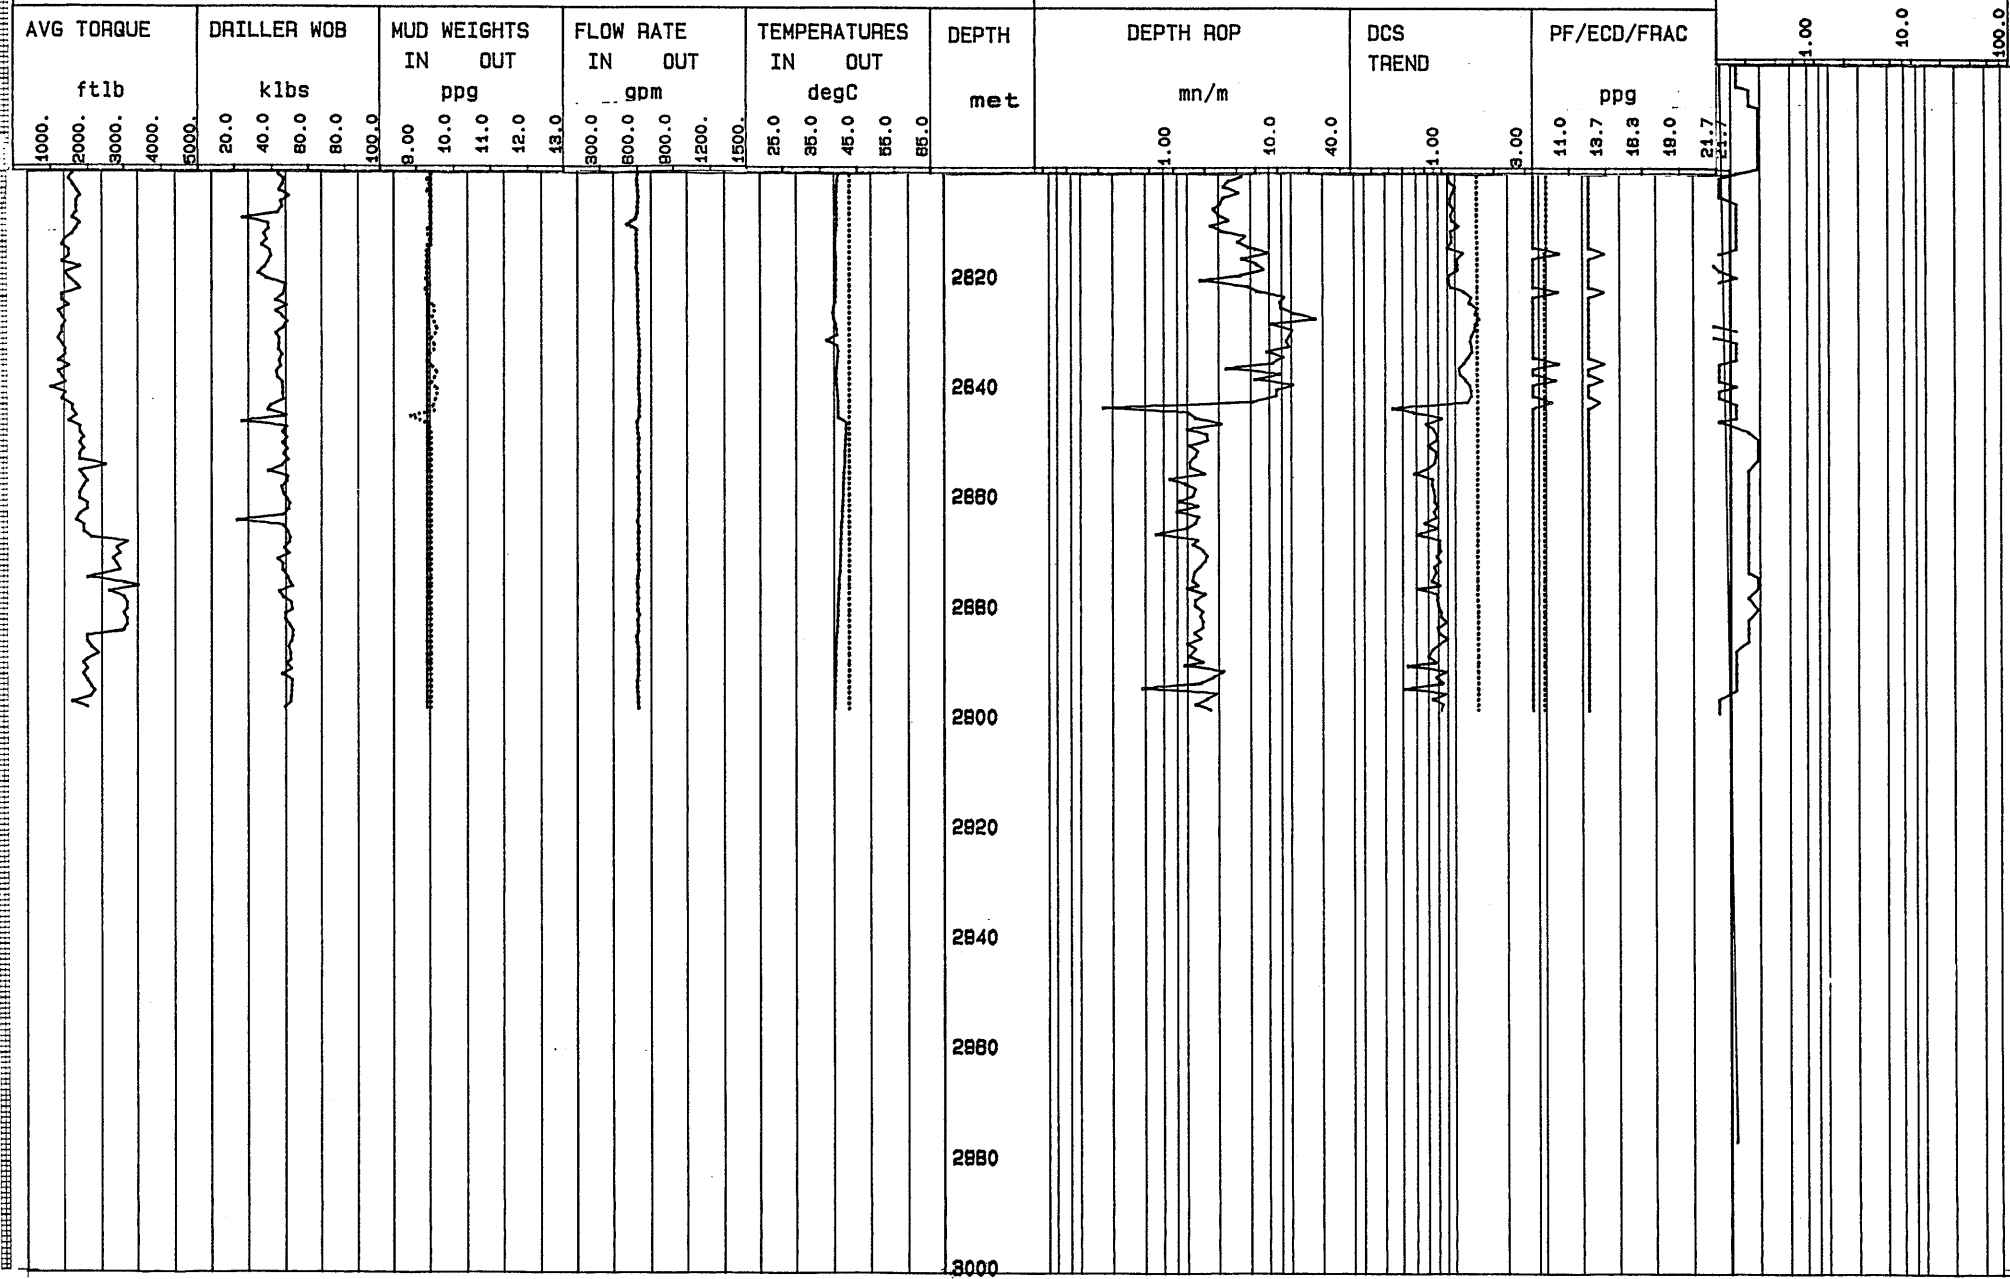 AVG TORQUE
ftlb
1000. 2000. 3000. 4000. 5000.
DRILLER WOB
klbs
20.0 40.0 60.0 80.0 100.0
MUD WEIGHTS
IN OUT
ppg
9.00 10.0 11.0 12.0 13.0
FLOW RATE
IN OUT
gpm
300.0 600.0 900.0 1200. 1500.
TEMPERATURES
IN OUT
degC
25.0 35.0 45.0 55.0 65.0
DEPTH
met
DEPTH ROP
mn/m
1.00 10.0 40.0
DCS
TREND
1.00 3.00
PF/ECD/FRAC
ppg
11.0 13.7 16.3 19.0 21.7
21.7
1.00 10.0 100.0
2820
2840
2860
2880
2900
2920
2940
2960
2980
3000